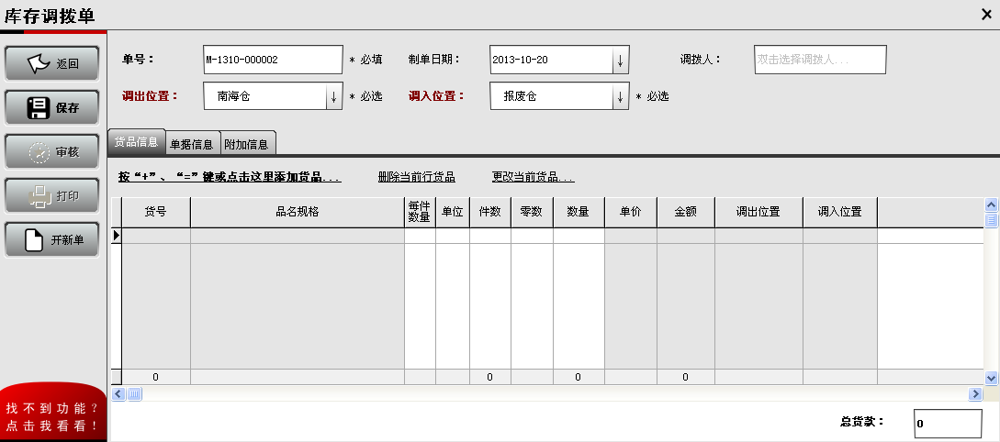 库存调拨单
返回
保存
审核
打印
开新单
找不到功能？
点击我看看！
单号： M-1310-000002 * 必填 制单日期： 2013-10-20 调拨人： 双击选择调拨人...
调出位置： 南海仓 * 必选 调入位置： 报废仓 * 必选
货品信息 单据信息 附加信息
按“+”、“=”键或点击这里添加货品... 删除当前行货品 更改当前货品...
货号 品名规格 每件数量 单位 件数 零数 数量 单价 金额 调出位置 调入位置
0 0 0 0
总货款： 0